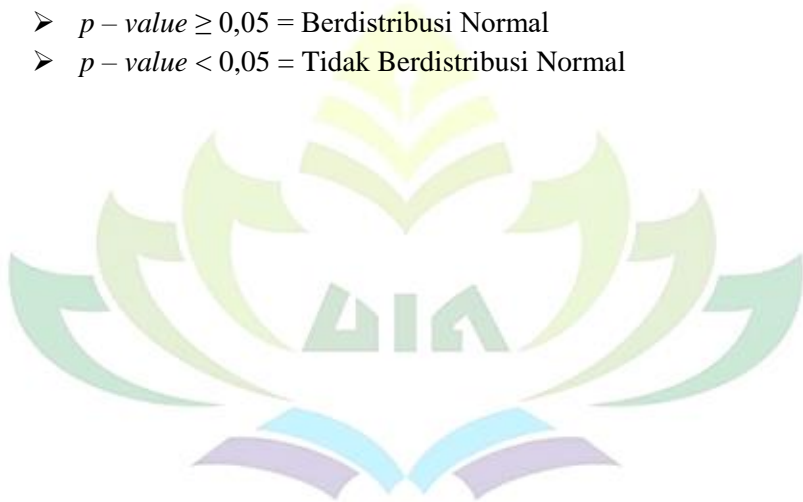 ➢ p – value ≥ 0,05 = Berdistribusi Normal
➢ p – value < 0,05 = Tidak Berdistribusi Normal
UIN